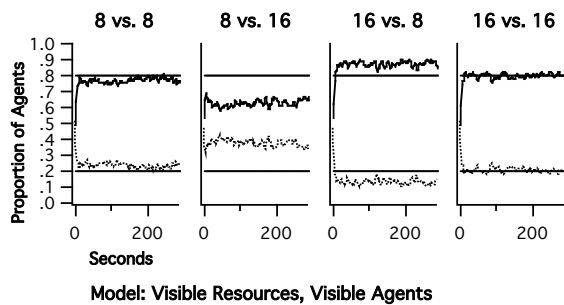 8 vs. 8 8 vs. 16 16 vs. 8 16 vs. 16
Proportion of Agents
1.0
.9
.8
.7
.6
.5
.4
.3
.2
.1
.0
0 200 0 200 0 200 0 200
Seconds
Model: Visible Resources, Visible Agents